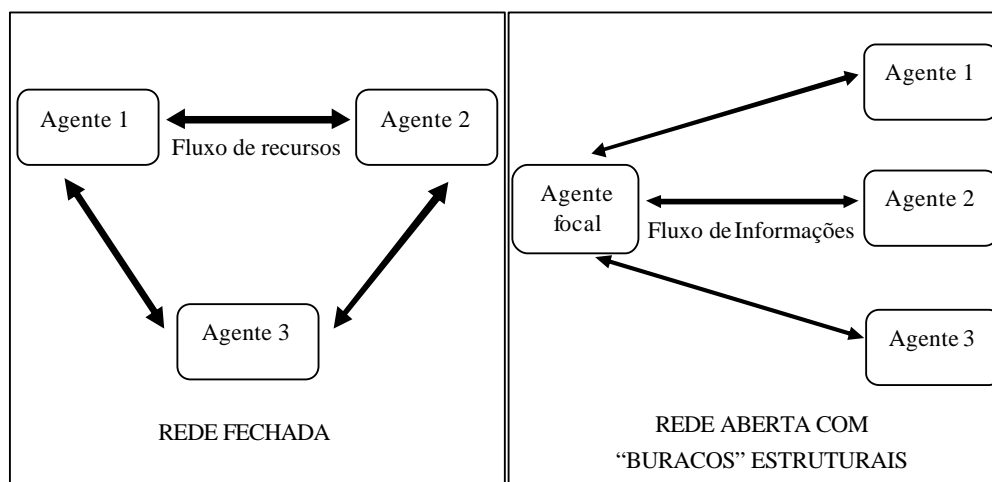 Agente 1
Agente 2
Fluxo de recursos
Agente 3
REDE FECHADA
Agente 1
Agente
focal
Agente 2
Fluxo de Informações
Agente 3
REDE ABERTA COM
“BURACOS” ESTRUTURAIS